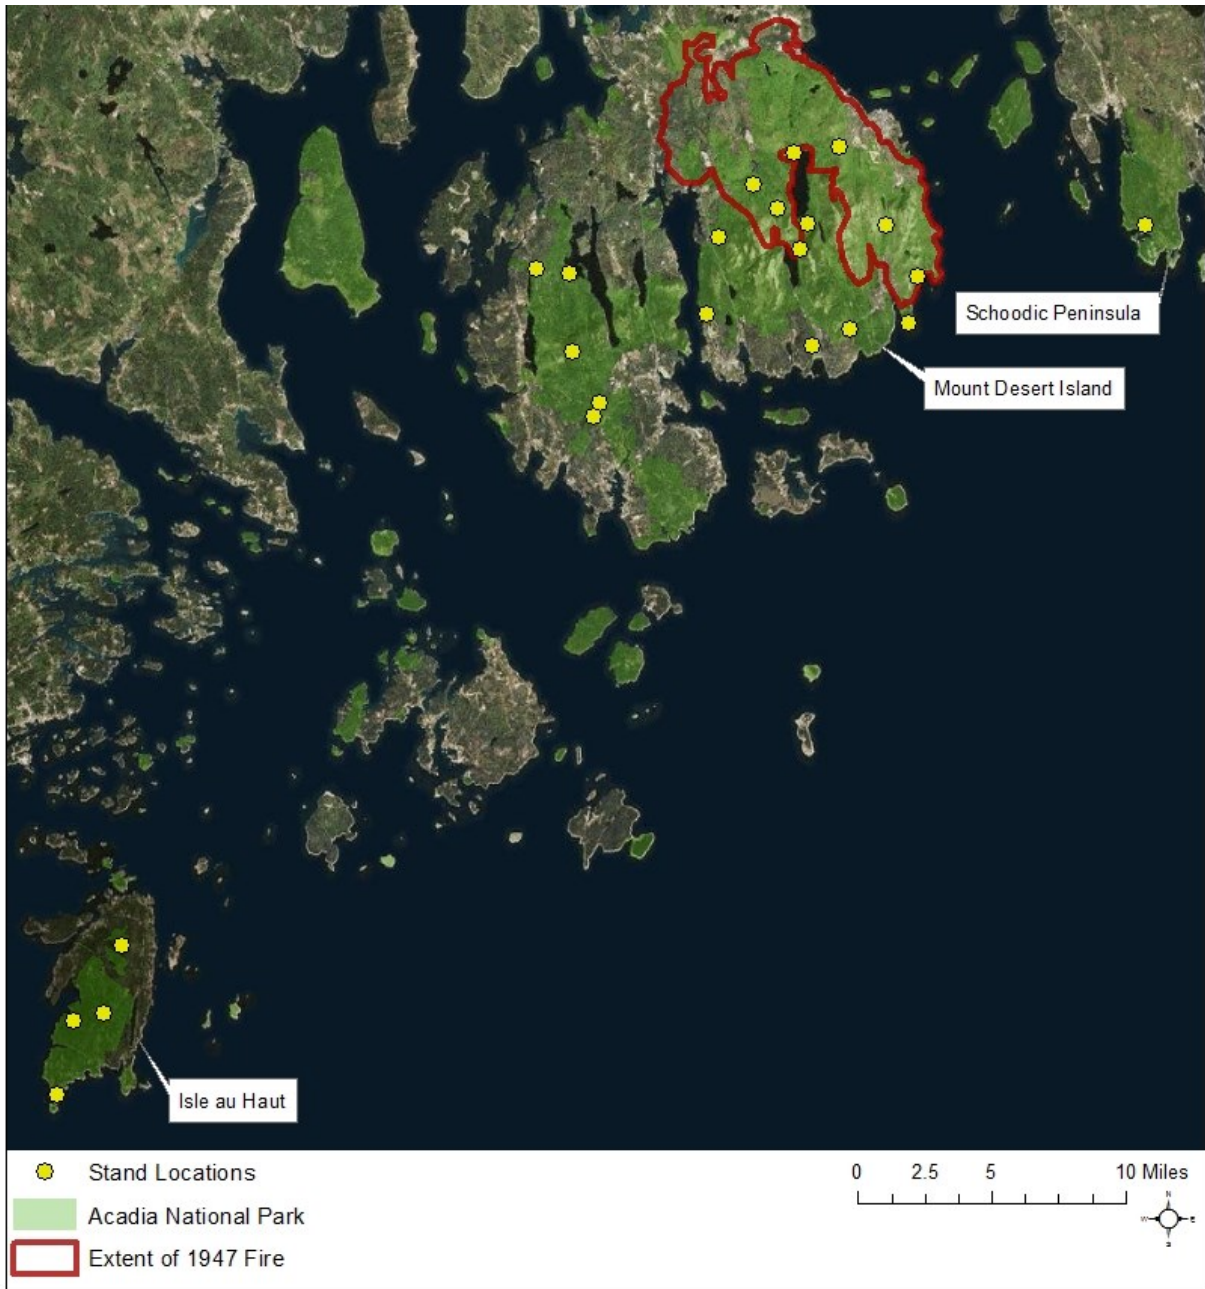 Schoodic Peninsula
Mount Desert Island
Isle au Haut
Stand Locations
Acadia National Park
Extent of 1947 Fire
0 2.5 5 10 Miles
N
W E
S